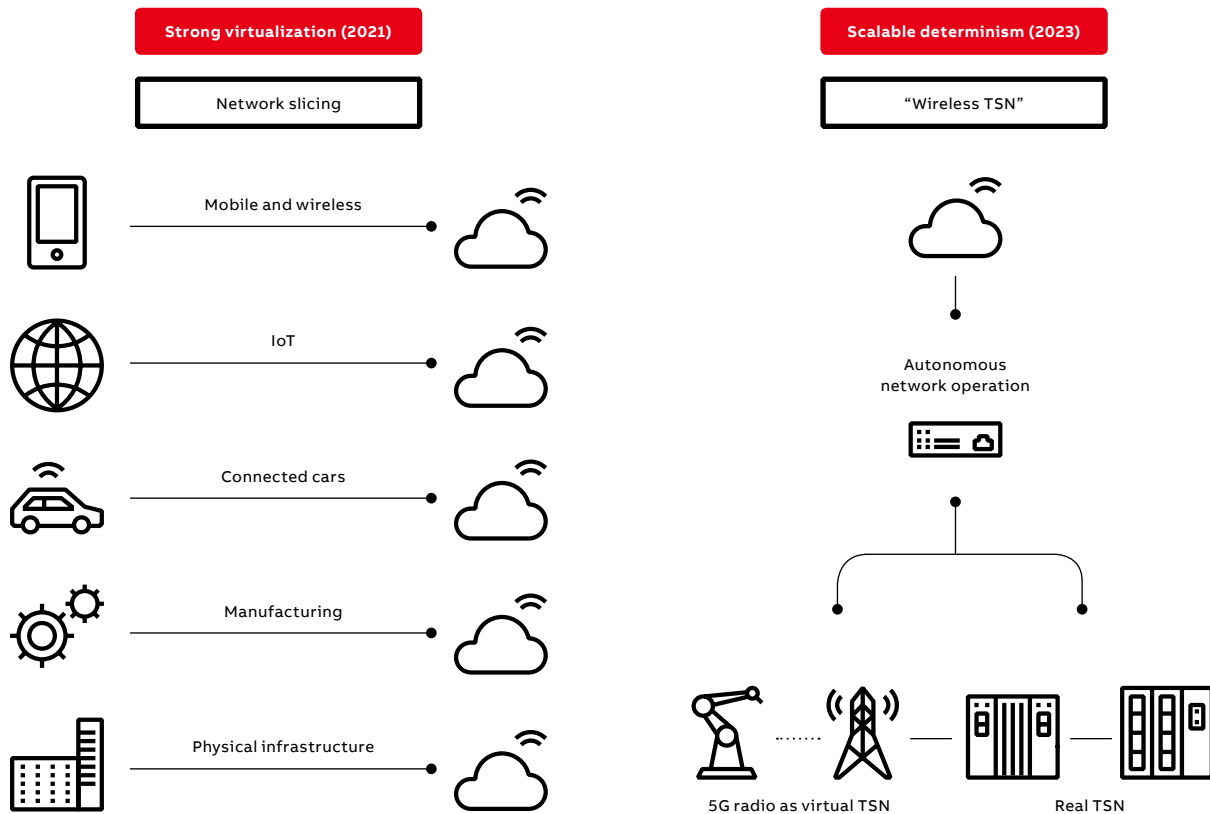 Strong virtualization (2021)
Network slicing
Mobile and wireless
IoT
Connected cars
Manufacturing
Physical infrastructure
Scalable determinism (2023)
“Wireless TSN”
Autonomous
network operation
5G radio as virtual TSN
Real TSN